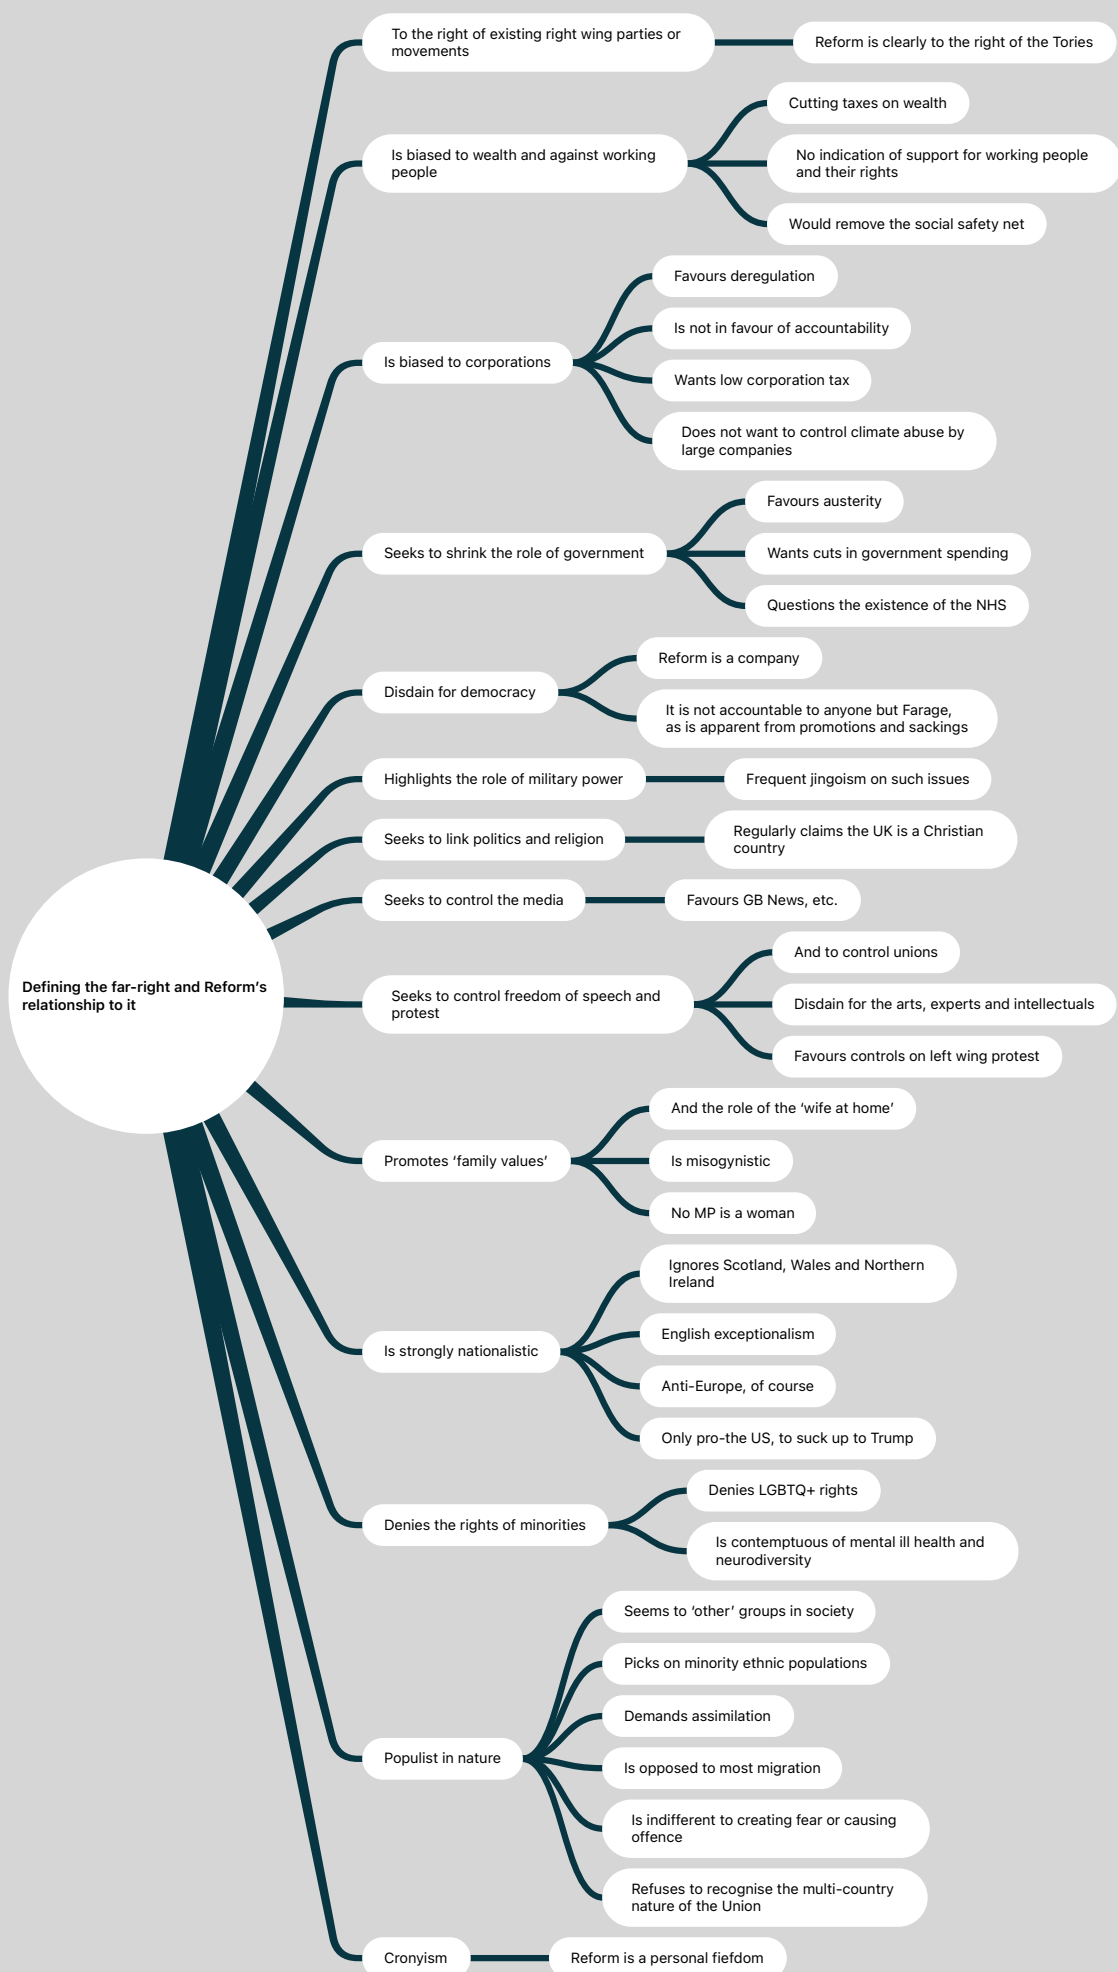 Defining the far-right and Reform’s
relationship to it
To the right of existing right wing parties or
movements
Reform is clearly to the right of the Tories
Is biased to wealth and against working
people
Cutting taxes on wealth
No indication of support for working people
and their rights
Would remove the social safety net
Is biased to corporations
Favours deregulation
Is not in favour of accountability
Wants low corporation tax
Does not want to control climate abuse by
large companies
Seeks to shrink the role of government
Favours austerity
Wants cuts in government spending
Questions the existence of the NHS
Disdain for democracy
Reform is a company
It is not accountable to anyone but Farage,
as is apparent from promotions and sackings
Highlights the role of military power
Frequent jingoism on such issues
Seeks to link politics and religion
Regularly claims the UK is a Christian
country
Seeks to control the media
Favours GB News, etc.
Seeks to control freedom of speech and
protest
And to control unions
Disdain for the arts, experts and intellectuals
Favours controls on left wing protest
Promotes ‘family values’
And the role of the ‘wife at home’
Is misogynistic
No MP is a woman
Is strongly nationalistic
Ignores Scotland, Wales and Northern
Ireland
English exceptionalism
Anti-Europe, of course
Only pro-the US, to suck up to Trump
Denies the rights of minorities
Denies LGBTQ+ rights
Is contemptuous of mental ill health and
neurodiversity
Populist in nature
Seems to ‘other’ groups in society
Picks on minority ethnic populations
Demands assimilation
Is opposed to most migration
Is indifferent to creating fear or causing
offence
Refuses to recognise the multi-country
nature of the Union
Cronyism
Reform is a personal fiefdom